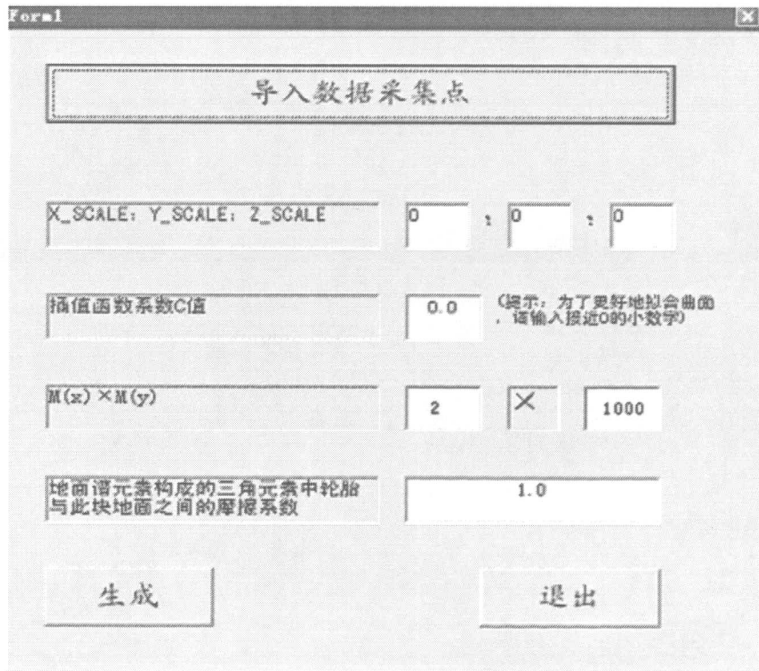 Form1
导入数据采集点
X_SCALE: Y_SCALE: Z_SCALE
0 : 0 : 0
插值函数系数C值
0.0
(提示: 为了更好地拟合曲面
, 请输入接近0的小数字)
M(x)×M(y)
2 × 1000
地面谱元素构成的三角元素中轮胎
与此块地面之间的摩擦系数
1.0
生成
退出